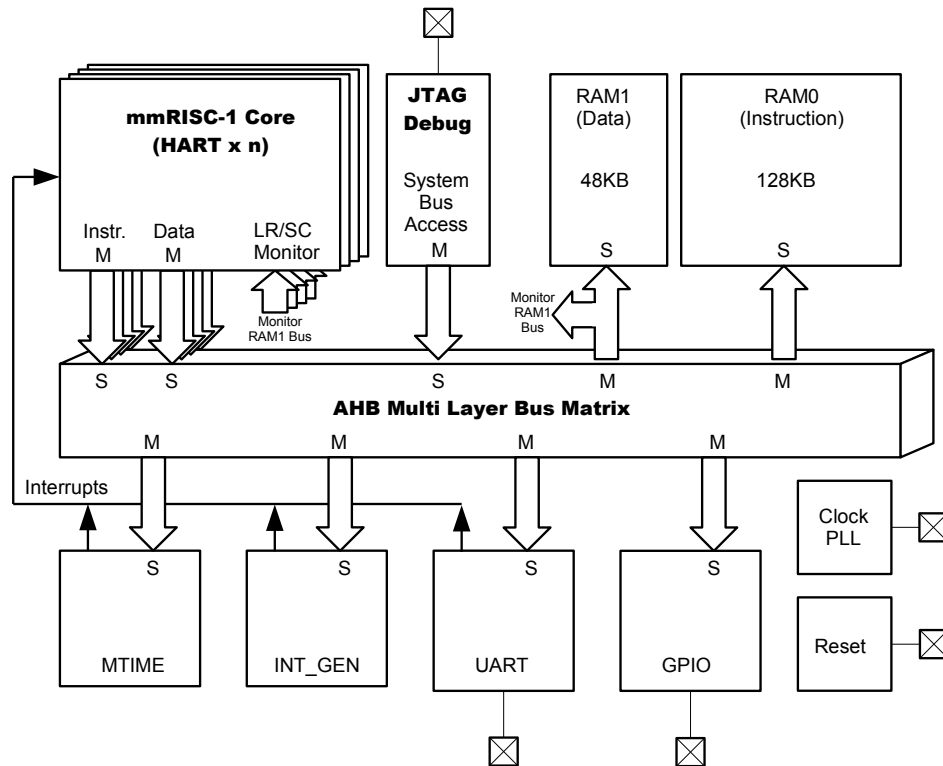 mmRISC-1 Core
(HART x n)
Instr.
M
Data
M
LR/SC
Monitor
Monitor
RAM1 Bus
JTAG
Debug
System
Bus
Access
M
RAM1
(Data)
48KB
S
RAM0
(Instruction)
128KB
S
Monitor
RAM1
Bus
S
S
S
M
M
AHB Multi Layer Bus Matrix
M
M
M
M
Interrupts
S
MTIME
S
INT_GEN
S
UART
S
GPIO
Clock
PLL
Reset